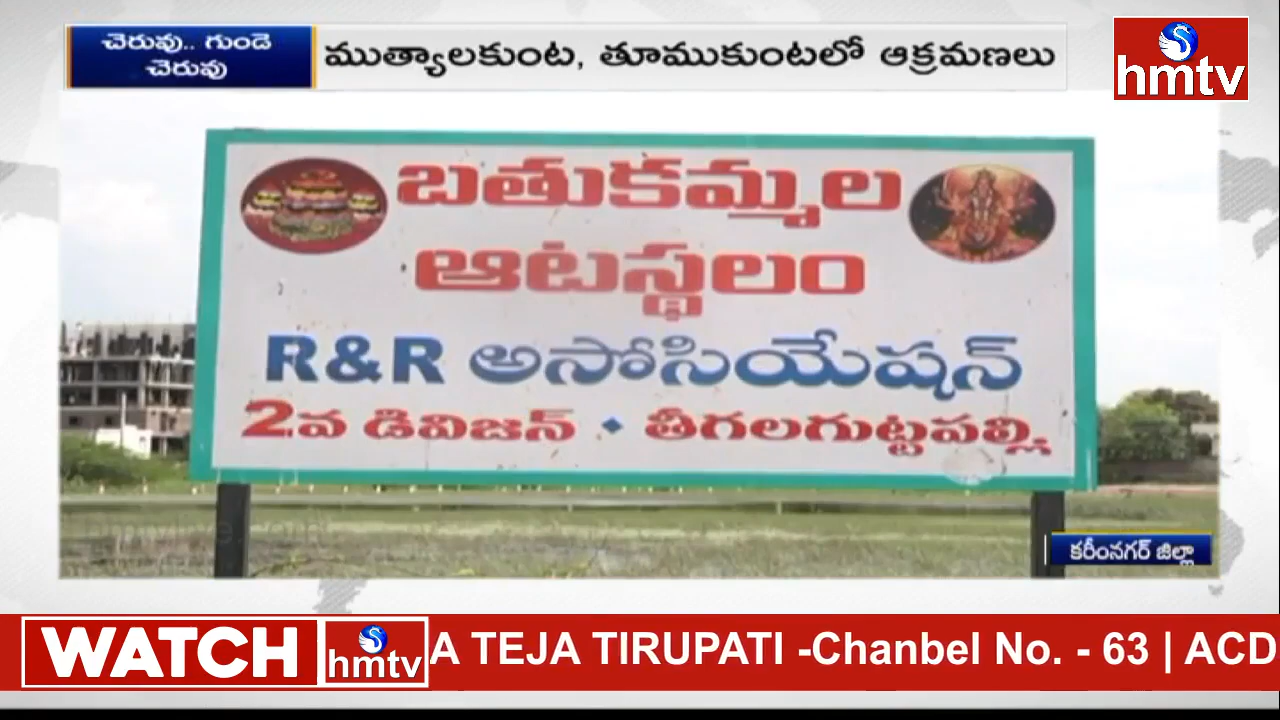 చెరువు.. గుండె
చెరువు
ముత్యాలకుంట, తూముకుంటలో ఆక్రమణలు
hmtv
బతుకమ్మల
ఆటస్థలం
R&R అసోసియేషన్
2వ డివిజన్ • తీగలగుట్టపల్లి
కరీంనగర్ జిల్లా
WATCH hmtv A TEJA TIRUPATI -Chanbel No. - 63 | ACD